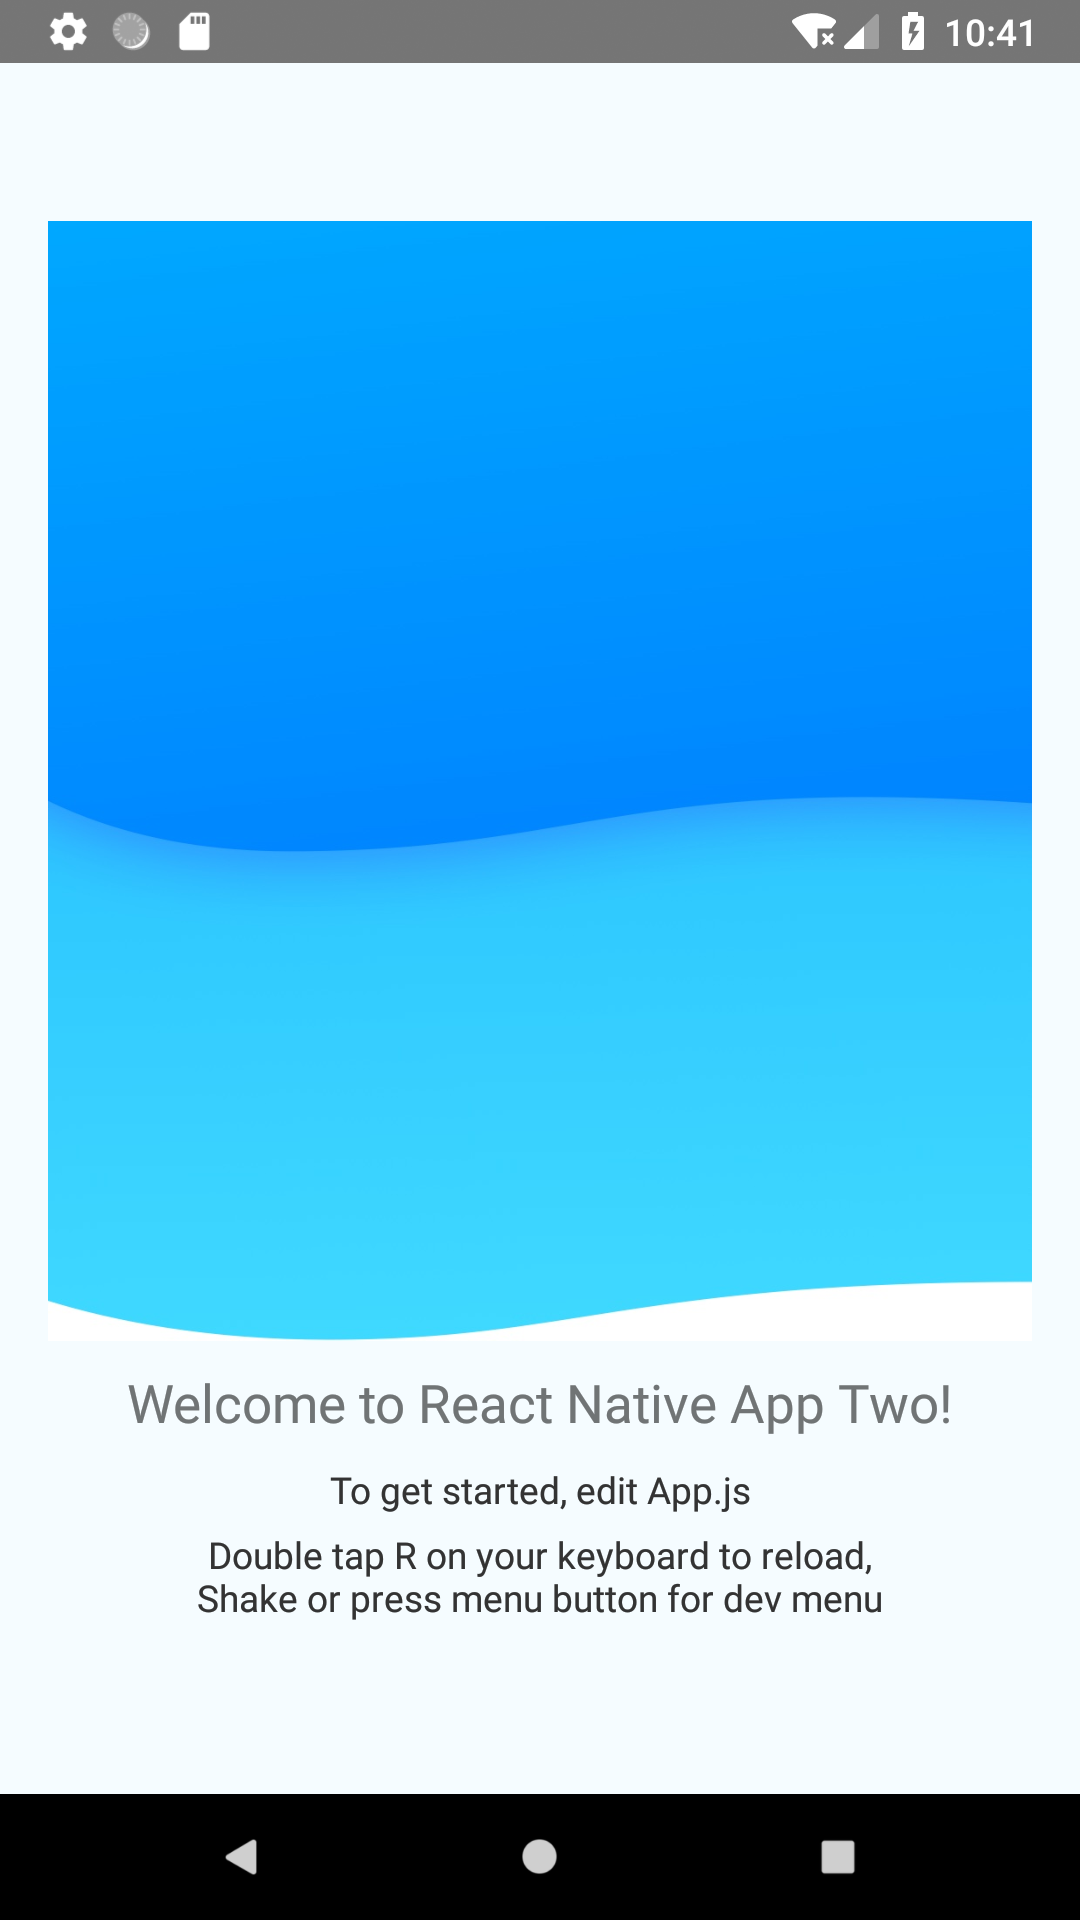 10:41
Welcome to React Native App Two!
To get started, edit App.js
Double tap R on your keyboard to reload,
Shake or press menu button for dev menu